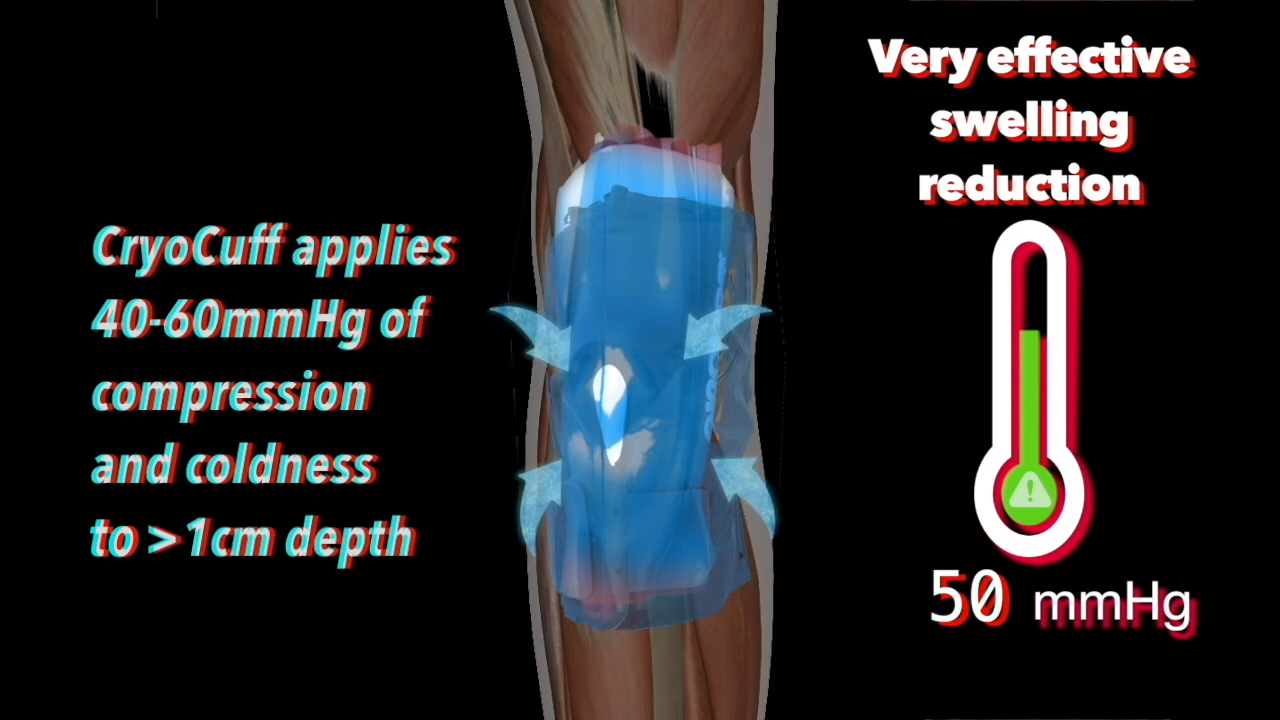 CryoCuff applies
40-60mmHg of
compression
and coldness
to >1cm depth
Very effective
swelling
reduction
50 mmHg